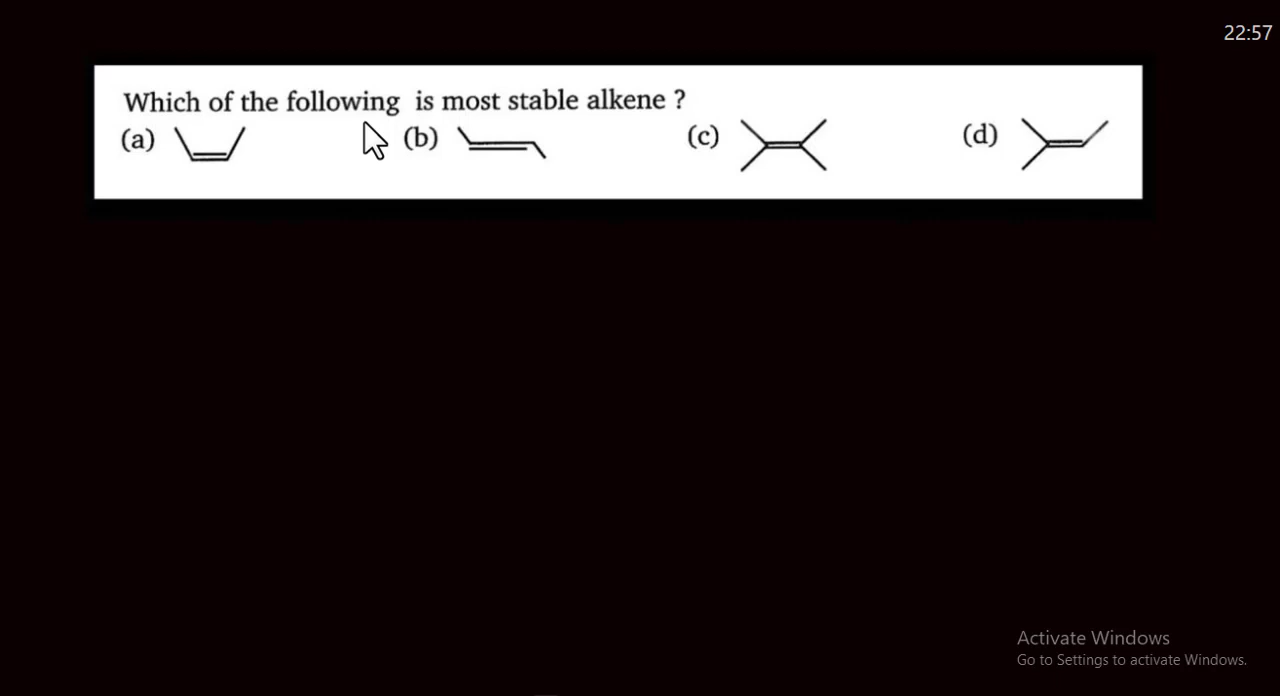 22:57
Which of the following is most stable alkene ?
(a) (b) (c) (d)
Activate Windows
Go to Settings to activate Windows.